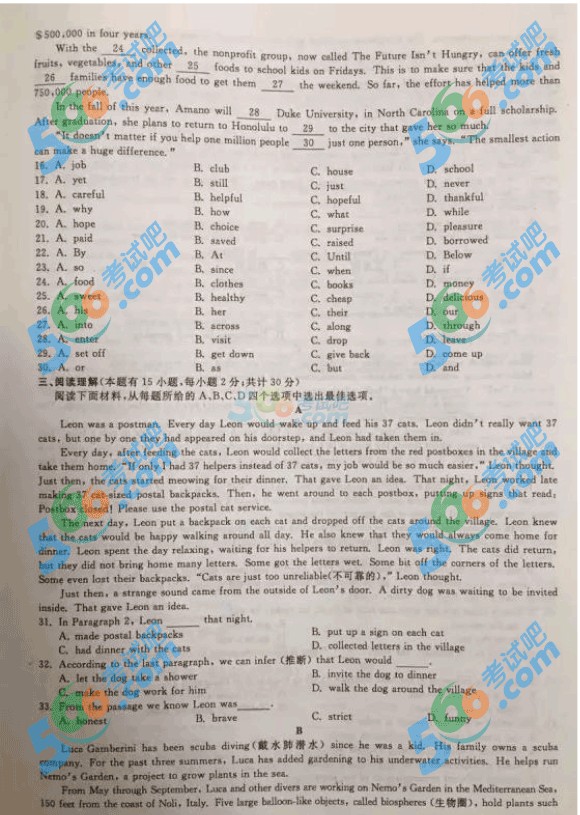 $500,000 in four years.
With the 24 collected, the nonprofit group, now called The Future Isn't Hungry, can offer fresh
fruits, vegetables, and other 25 foods to school kids on Fridays. This is to make sure that the kids and
26 families have enough food to get them 27 the weekend. So far, the effort has helped more than
750,000 people.
In the fall of this year, Amano will 28 Duke University, in North Carolina on a full scholarship.
After graduation, she plans to return to Honolulu to 29 to the city that gave her so much.
"It doesn't matter if you help one million people 30 just one person," she says. "The smallest action
can make a huge difference."
16. A. job B. club C. house D. school
17. A. yet B. still C. just D. never
18. A. careful B. helpful C. hopeful D. thankful
19. A. why B. how C. what D. while
20. A. hope B. choice C. surprise D. pleasure
21. A. paid B. saved C. raised D. borrowed
22. A. By B. At C. Until D. Below
23. A. so B. since C. when D. if
24. A. food B. clothes C. books D. money
25. A. sweet B. healthy C. cheap D. delicious
26. A. his B. her C. their D. our
27. A. into B. across C. along D. through
28. A. enter B. visit C. drop D. leave
29. A. set off B. get down C. give back D. come up
30. A. or B. as C. but D. and
三、阅读理解(本题有 15 小题,每小题 2 分;共计 30 分)
阅读下面材料,从每题所给的 A、B、C、D 四个选项中选出最佳选项。
A
Leon was a postman. Every day Leon would wake up and feed his 37 cats. Leon didn't really want 37
cats, but one by one they had appeared on his doorstep, and Leon had taken them in.
Every day, after feeding the cats, Leon would collect the letters from the red postboxes in the village and
take them home. "If only I had 37 helpers instead of 37 cats, my job would be so much easier," Leon thought.
Just then, the cats started meowing for their dinner. That gave Leon an idea. That night, Leon stayed late
making cat-sized postal backpacks. Then, he went around to each postbox, putting up signs that read:
Postbox closed! Please use the postal cat service.
The next day, Leon put a backpack on each cat and dropped off the cats around the village. Leon knew
that the cats would be happy walking around all day. He also knew that they would always come home for
dinner. Leon spent the day relaxing, waiting for his helpers to return. Leon was right. The cats did return,
but they did not bring home many letters. Some got the letters wet. Some bit off the corners of the letters.
Some even lost their backpacks. "Cats are just too unreliable(不可靠的)," Leon thought.
Just then, a strange sound came from the outside of Leon's door. A dirty dog was waiting to be invited
inside. That gave Leon an idea.
31. In Paragraph 2, Leon that night.
A. made postal backpacks B. put up a sign on each cat
C. had dinner with the cats D. collected letters in the village
32. According to the last paragraph, we can infer (推断) that Leon would .
A. let the dog take a shower B. invite the dog to dinner
C. make the dog work for him D. walk the dog around the village
33. From the passage we know Leon was .
A. honest B. brave C. strict D. funny
B
Luca Gamberini has been scuba diving (戴水肺潜水) since he was a kid. His family owns a scuba
company. For the past three summers, Luca has added gardening to his underwater activities. He helps run
Nemo's Garden, a project to grow plants in the sea.
From May through September, Luca and other divers are working on Nemo's Garden in the Mediterranean Sea,
150 feet from the coast of Noli, Italy. Five large balloon-like objects, called biospheres (生物圈), hold plants such
566考试吧
.com